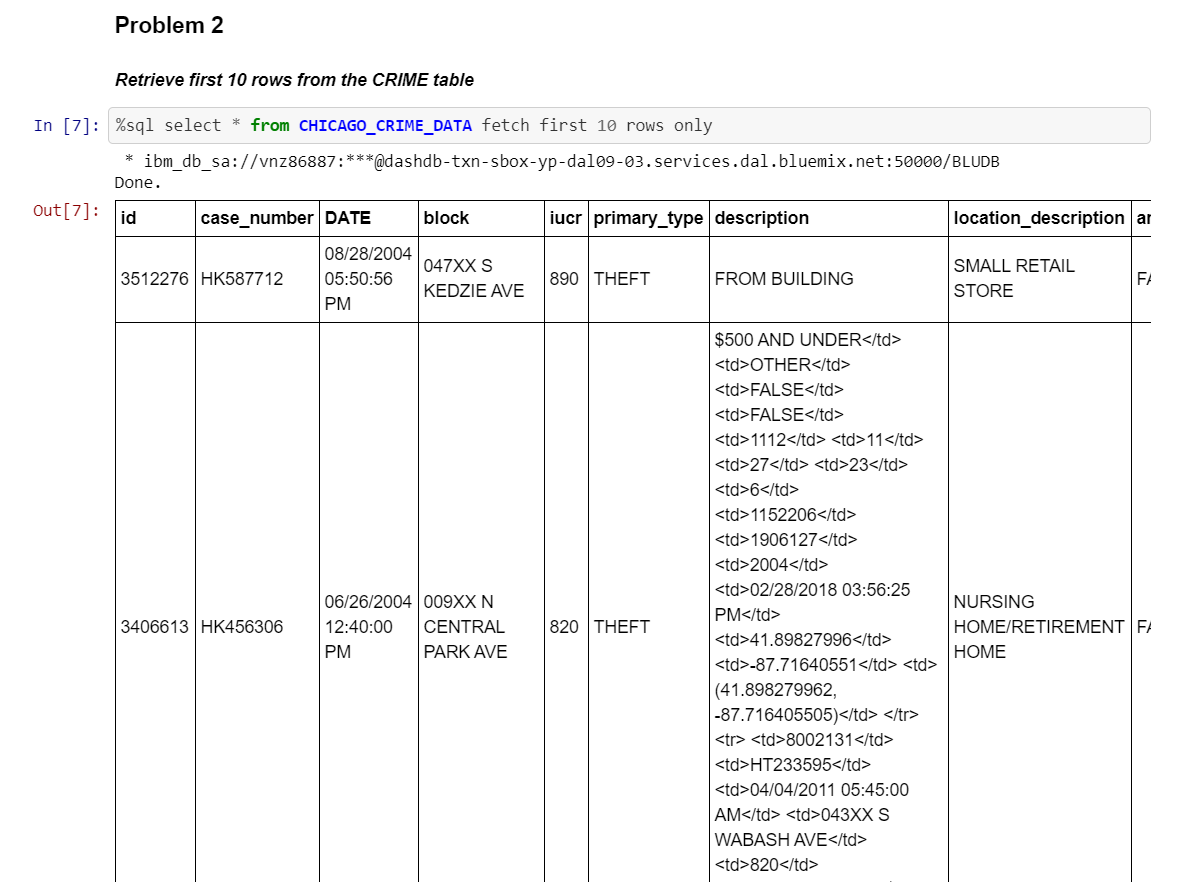 Problem 2
Retrieve first 10 rows from the CRIME table
In [7]: %sql select * from CHICAGO_CRIME_DATA fetch first 10 rows only
* ibm_db_sa://vnz86887:***@dashdb-txn-sbox-yp-dal09-03.services.dal.bluemix.net:50000/BLUDB
Done.
Out[7]:
id case_number DATE block iucr primary_type description location_description
3512276 HK587712 08/28/2004 05:50:56 PM 047XX S KEDZIE AVE 890 THEFT FROM BUILDING SMALL RETAIL STORE
3406613 HK456306 06/26/2004 12:40:00 PM 009XX N CENTRAL PARK AVE 820 THEFT
$500 AND UNDER</td>
<td>OTHER</td>
<td>FALSE</td>
<td>FALSE</td>
<td>1112</td> <td>11</td>
<td>27</td> <td>23</td>
<td>6</td>
<td>1152206</td>
<td>1906127</td>
<td>2004</td>
<td>02/28/2018 03:56:25
PM</td>
<td>41.89827996</td>
<td>-87.71640551</td> <td>
(41.898279962,
-87.716405505)</td> </tr>
<tr> <td>8002131</td>
<td>HT233595</td>
<td>04/04/2011 05:45:00
AM</td> <td>043XX S
WABASH AVE</td>
<td>820</td>
NURSING
HOME/RETIREMENT
HOME